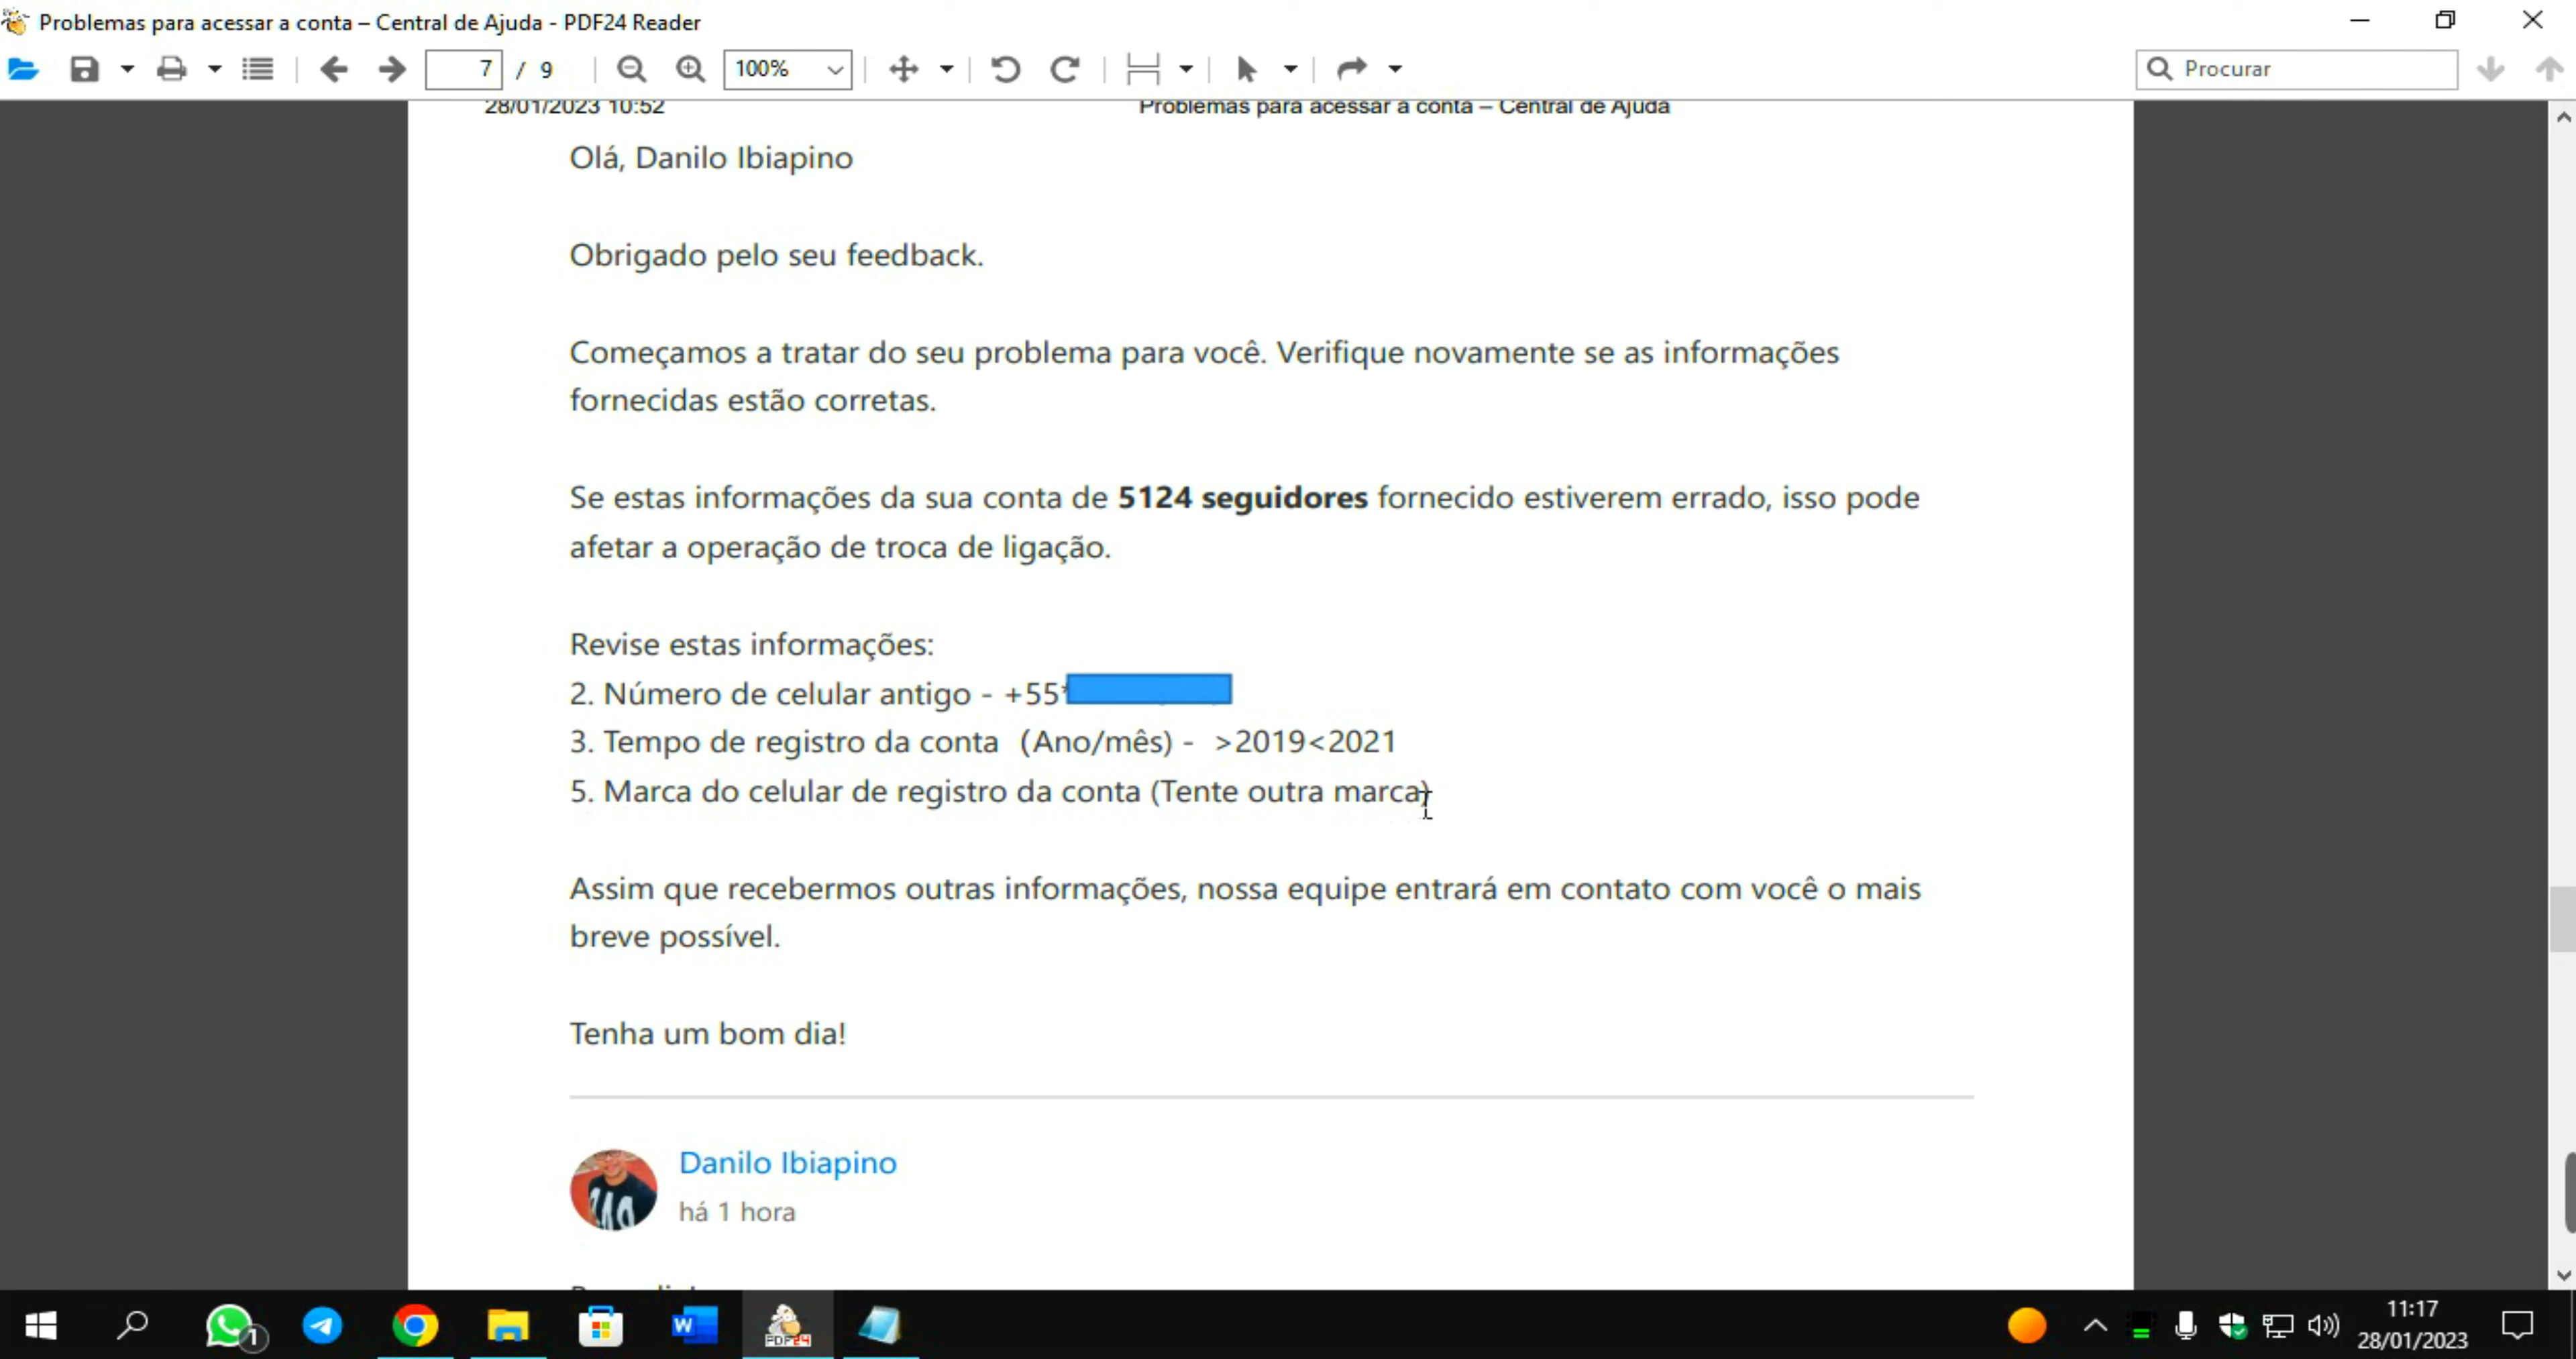 Problemas para acessar a conta – Central de Ajuda - PDF24 Reader
7 / 9
100%
Procurar
28/01/2023 10:52
Problemas para acessar a conta – Central de Ajuda
Olá, Danilo Ibiapino
Obrigado pelo seu feedback.
Começamos a tratar do seu problema para você. Verifique novamente se as informações
fornecidas estão corretas.
Se estas informações da sua conta de 5124 seguidores fornecido estiverem errado, isso pode
afetar a operação de troca de ligação.
Revise estas informações:
2. Número de celular antigo - +55*
3. Tempo de registro da conta (Ano/mês) - >2019<2021
5. Marca do celular de registro da conta (Tente outra marca)
Assim que recebermos outras informações, nossa equipe entrará em contato com você o mais
breve possível.
Tenha um bom dia!
Danilo Ibiapino
há 1 hora
1
W
PDF24
11:17
28/01/2023